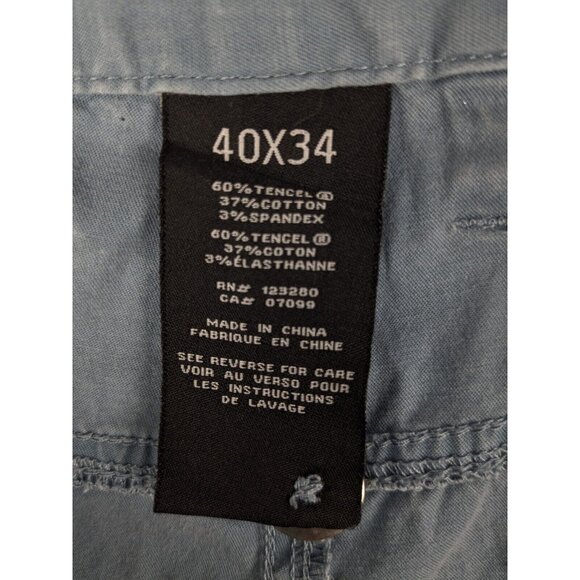 40X34
60%TENCEL®
37%COTTON
3%SPANDEX
60%TENCEL®
37%COTON
3%ÉLASTHANNE
RN# 123280
CA# 07099
MADE IN CHINA
FABRIQUE EN CHINE
SEE REVERSE FOR CARE
VOIR AU VERSO POUR
LES INSTRUCTIONS
DE LAVAGE